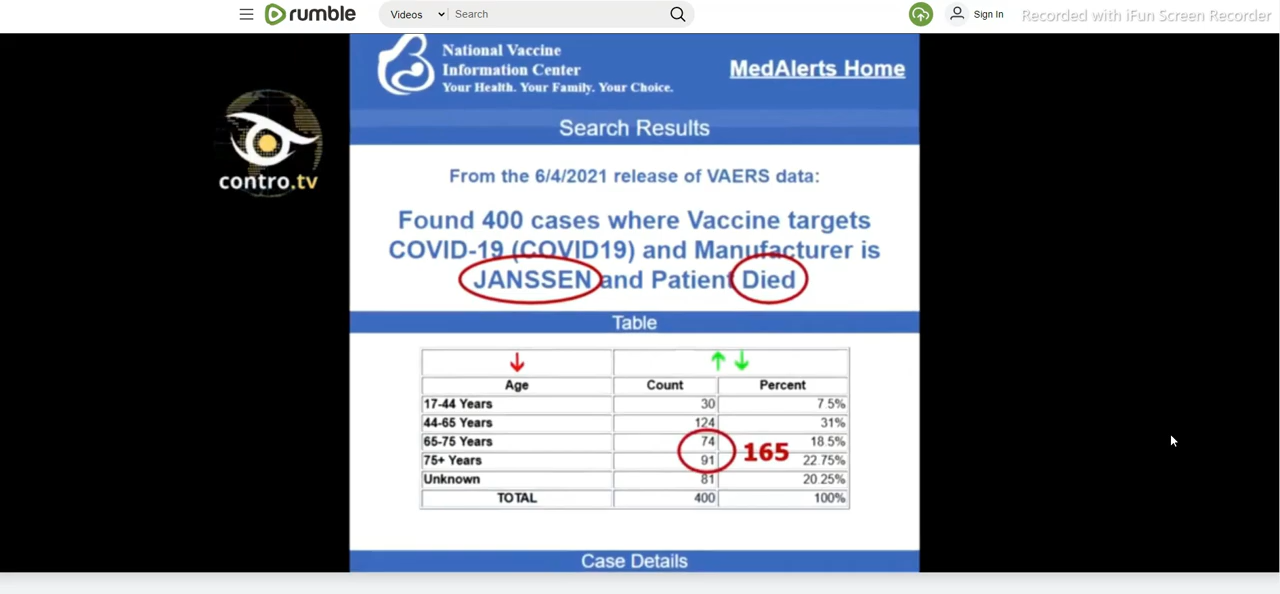 rumble
Videos
Search
Sign In
Recorded with iFun Screen Recorder
National Vaccine
Information Center
Your Health. Your Family. Your Choice.
MedAlerts Home
Search Results
contro.tv
From the 6/4/2021 release of VAERS data:
Found 400 cases where Vaccine targets
COVID-19 (COVID19) and Manufacturer is
JANSSEN and Patient Died
Table
Age Count Percent
17-44 Years 30 7 5%
44-65 Years 124 31%
65-75 Years 74 18.5%
165
75+ Years 91 22.75%
Unknown 81 20.25%
TOTAL 400 100%
Case Details